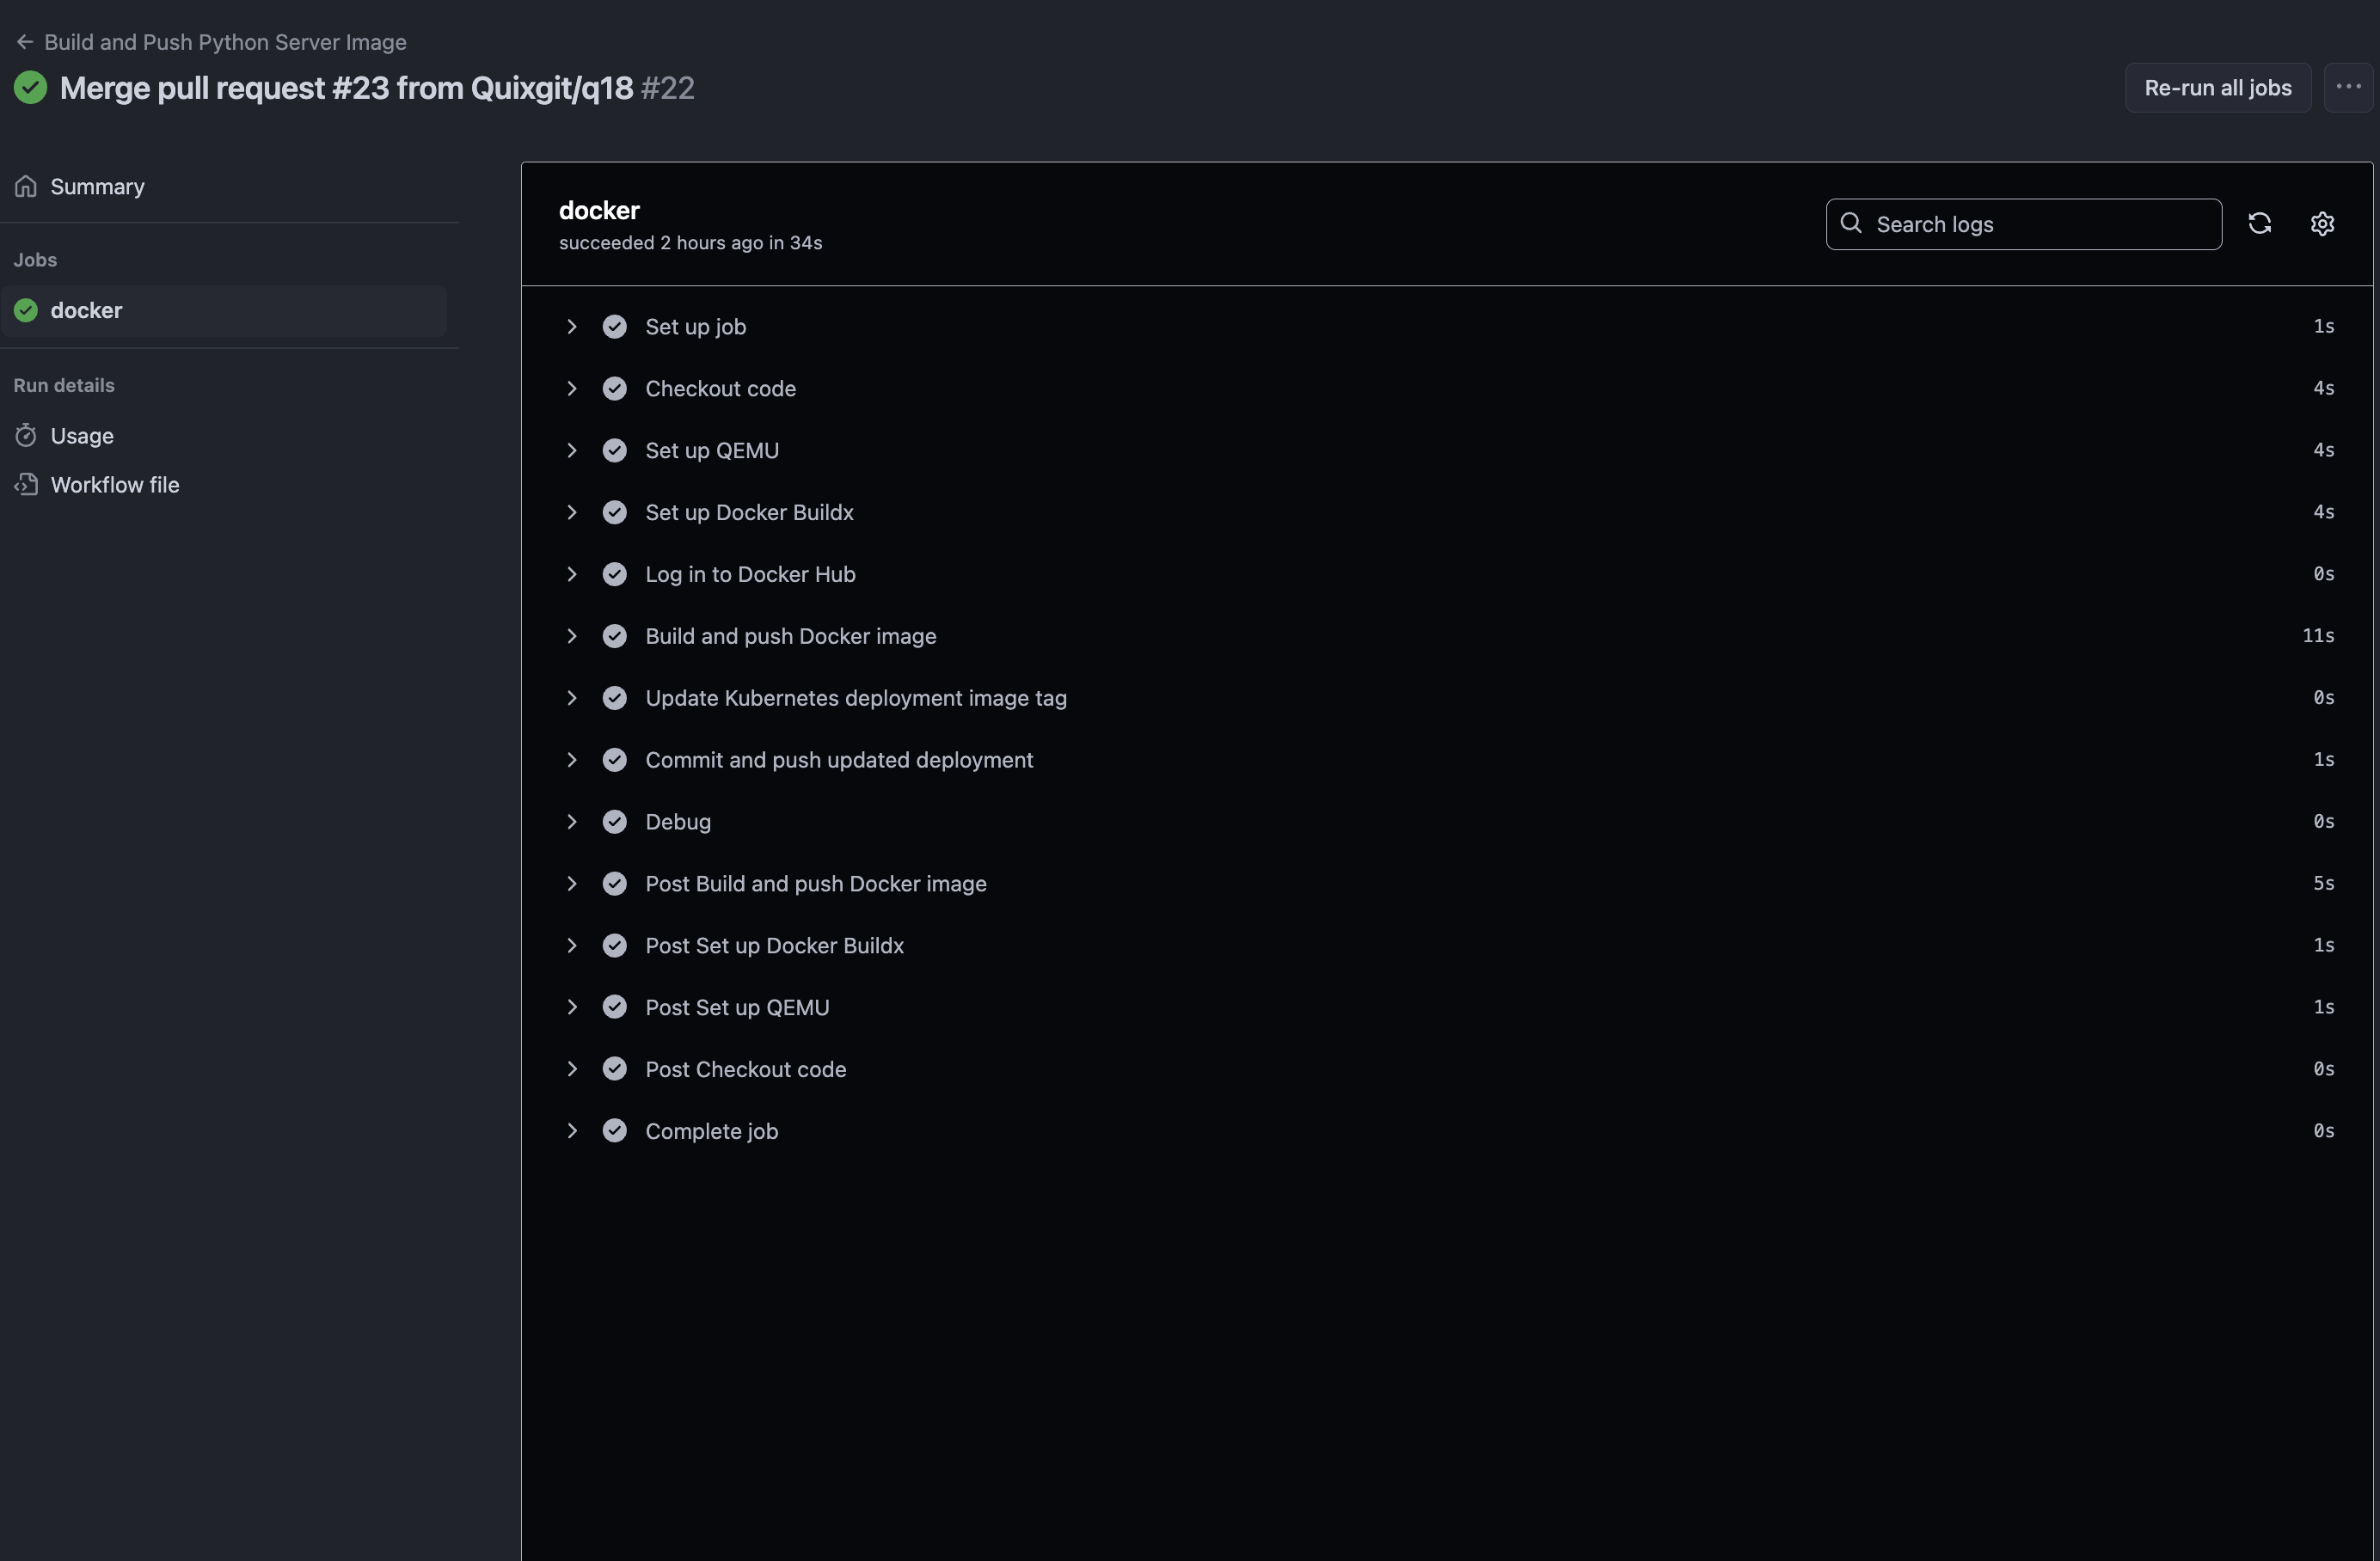 Build and Push Python Server Image
Merge pull request #23 from Quixgit/q18 #22
Re-run all jobs
Summary
Jobs
docker
Run details
Usage
Workflow file
docker
succeeded 2 hours ago in 34s
Search logs
Set up job 1s
Checkout code 4s
Set up QEMU 4s
Set up Docker Buildx 4s
Log in to Docker Hub 0s
Build and push Docker image 11s
Update Kubernetes deployment image tag 0s
Commit and push updated deployment 1s
Debug 0s
Post Build and push Docker image 5s
Post Set up Docker Buildx 1s
Post Set up QEMU 1s
Post Checkout code 0s
Complete job 0s